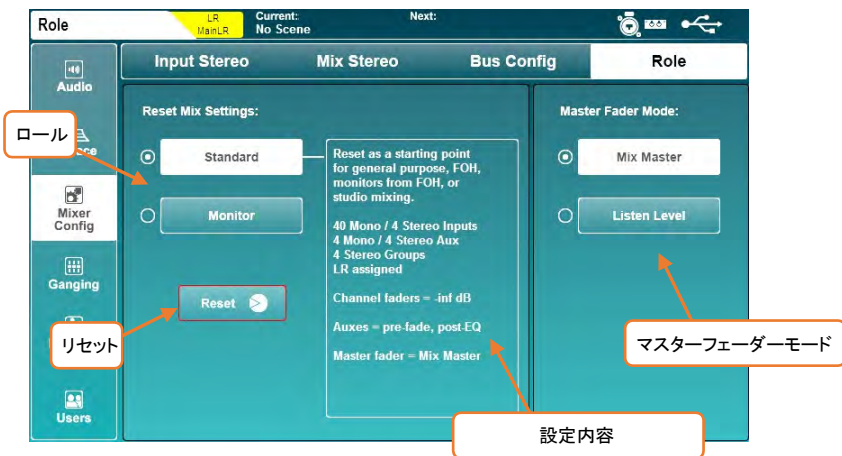 Role
LR
MainLR
Current:
No Scene
Next:
Input Stereo
Mix Stereo
Bus Config
Role
Audio
ロール
ce
Mixer
Config
Ganging
リセット
Users
Reset Mix Settings:
Standard
Monitor
Reset
Reset as a starting point
for general purpose, FOH,
monitors from FOH, or
studio mixing.
40 Mono / 4 Stereo Inputs
4 Mono / 4 Stereo Aux
4 Stereo Groups
LR assigned
Channel faders = -inf dB
Auxes = pre-fade, post-EQ
Master fader = Mix Master
設定内容
Master Fader Mode:
Mix Master
Listen Level
マスターフェーダーモード